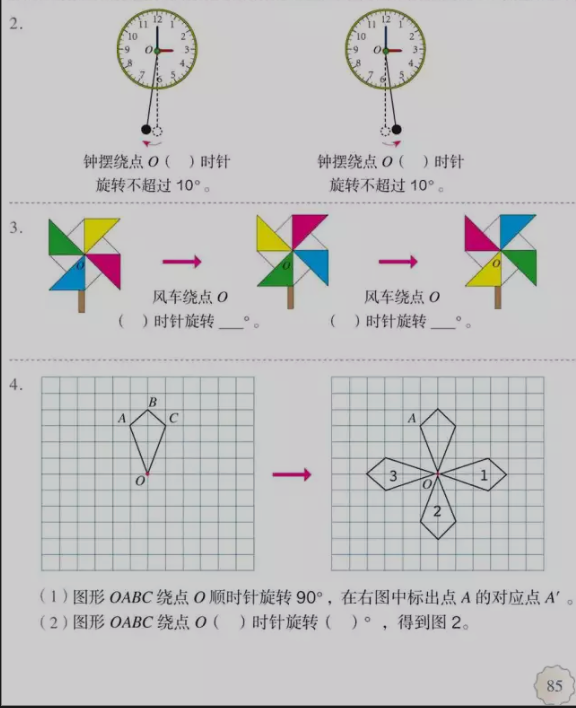 2.
11 12 1
10 2
9 O 3
8 4
7 6 5
11 12 1
10 2
9 O 3
8 4
7 6 5
钟摆绕点 O（ ）时针
旋转不超过 10°。
钟摆绕点 O（ ）时针
旋转不超过 10°。
3.
O
O
O
风车绕点 O
（ ）时针旋转 ___°。
风车绕点 O
（ ）时针旋转 ___°。
4.
B
A C
O
A
3 O 1
2
（1）图形 OABC 绕点 O 顺时针旋转 90°，在右图中标出点 A 的对应点 A′。
（2）图形 OABC 绕点 O（ ）时针旋转（ ）°，得到图 2。
85